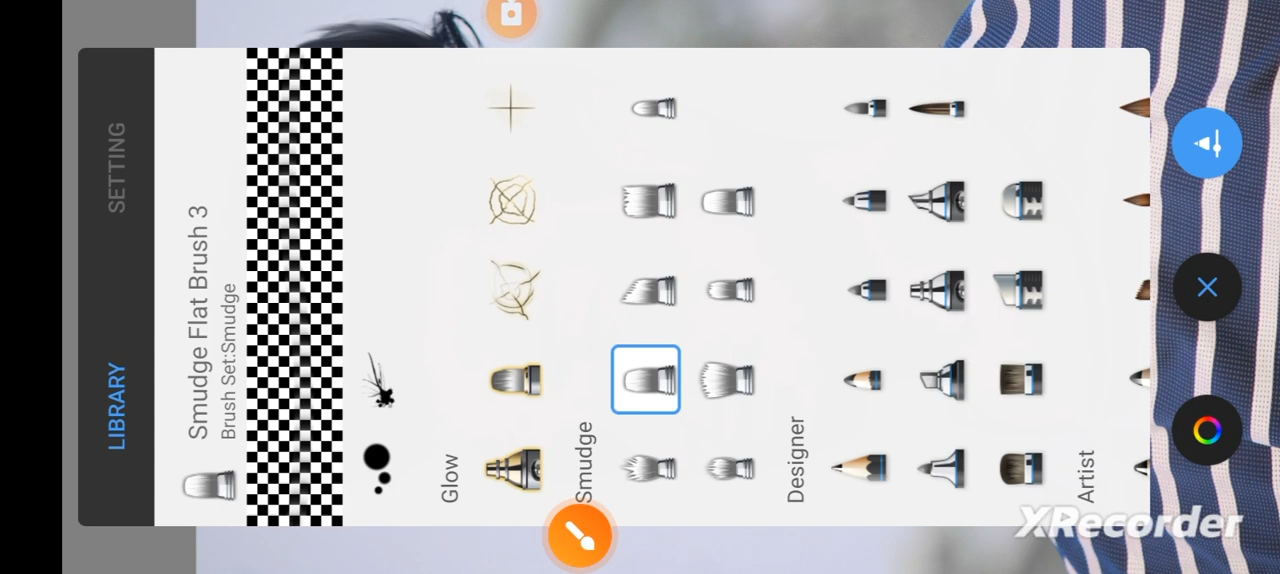 LIBRARY
SETTING
Smudge Flat Brush 3
Brush Set:Smudge
Glow
Smudge
Designer
Artist
XRecorder